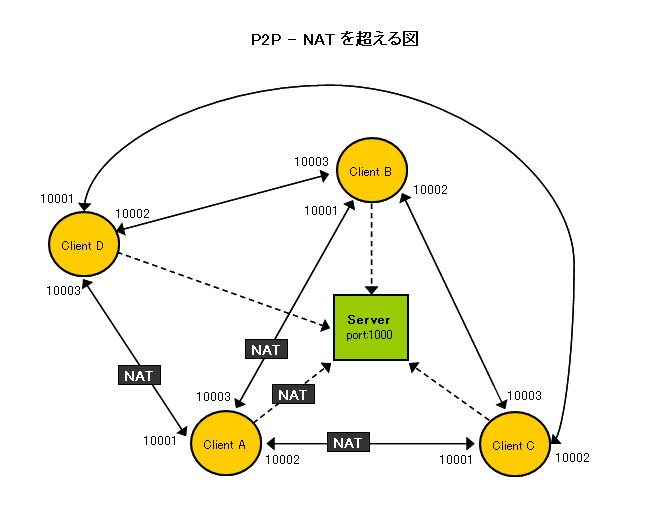 P2P － NAT を超える図
10003
Client B
10001
10002
10002
10001
Client D
10003
Server
port:1000
NAT
NAT
NAT
10003
10003
10001
Client A
NAT
Client C
10002
10001
10002